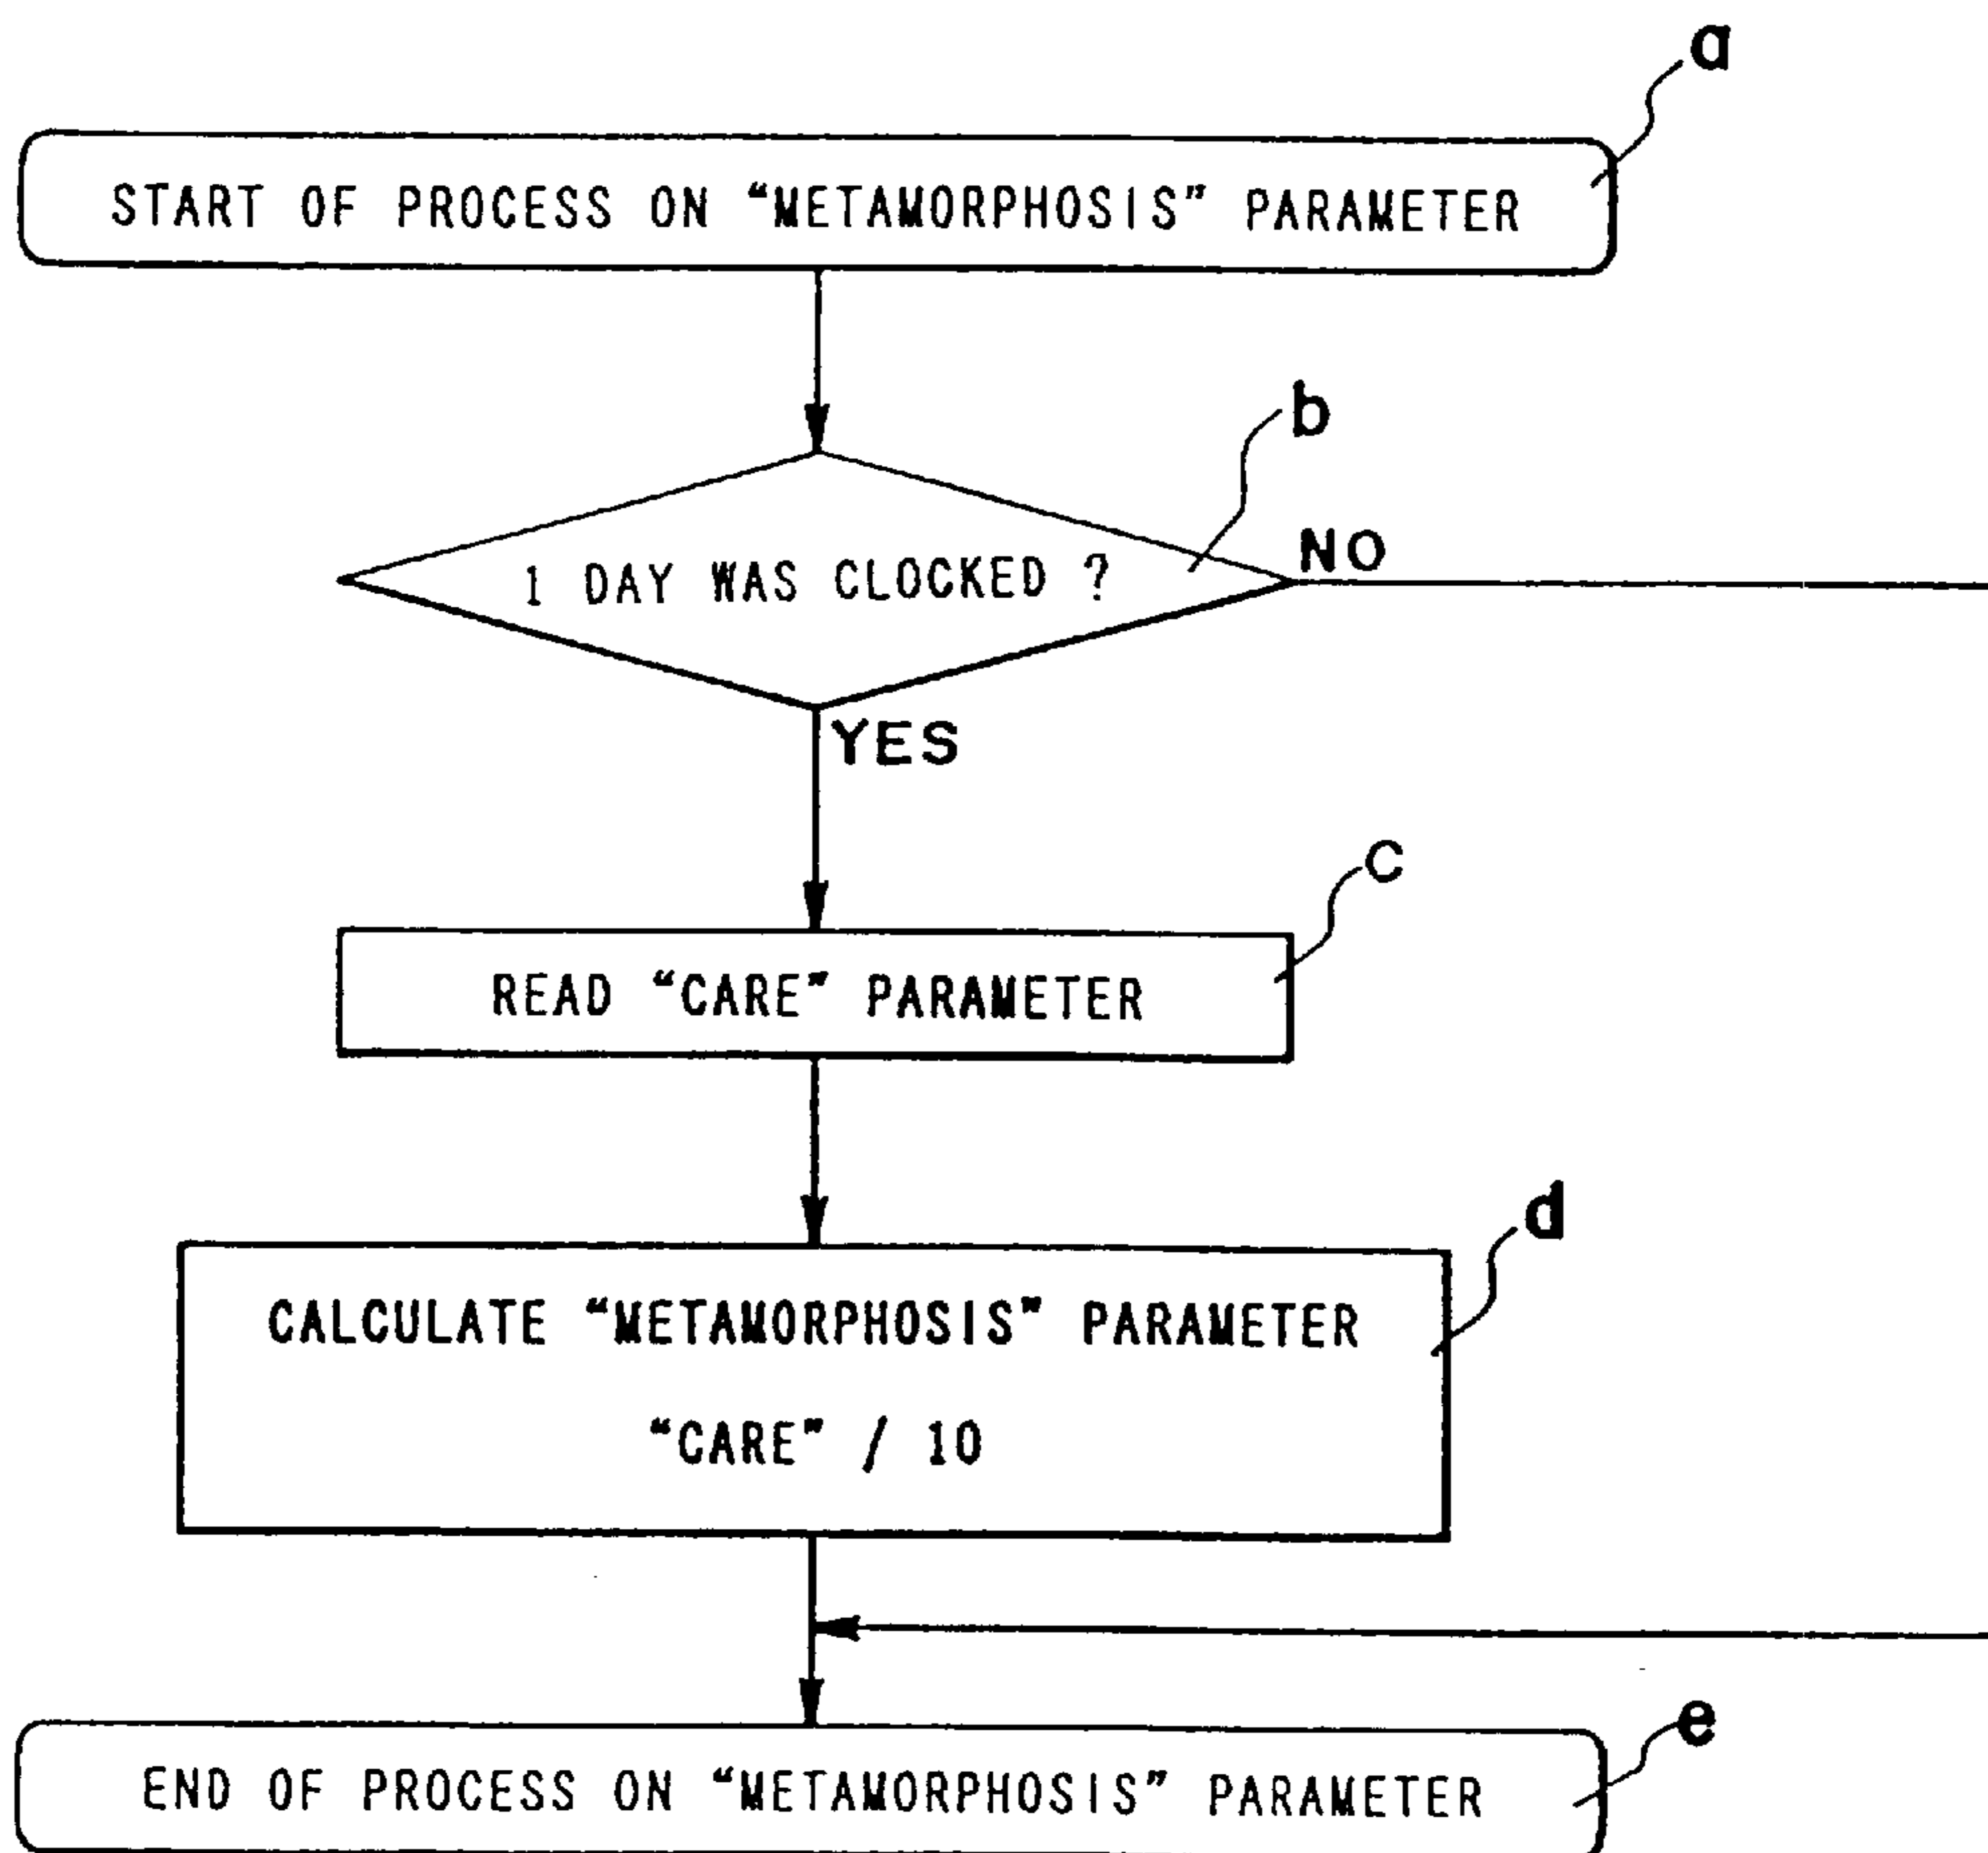 a
START OF PROCESS ON “METAMORPHOSIS” PARAMETER
b
1 DAY WAS CLOCKED ?
NO
YES
c
READ “CARE” PARAMETER
d
CALCULATE “METAMORPHOSIS” PARAMETER
“CARE” / 10
e
END OF PROCESS ON “METAMORPHOSIS” PARAMETER